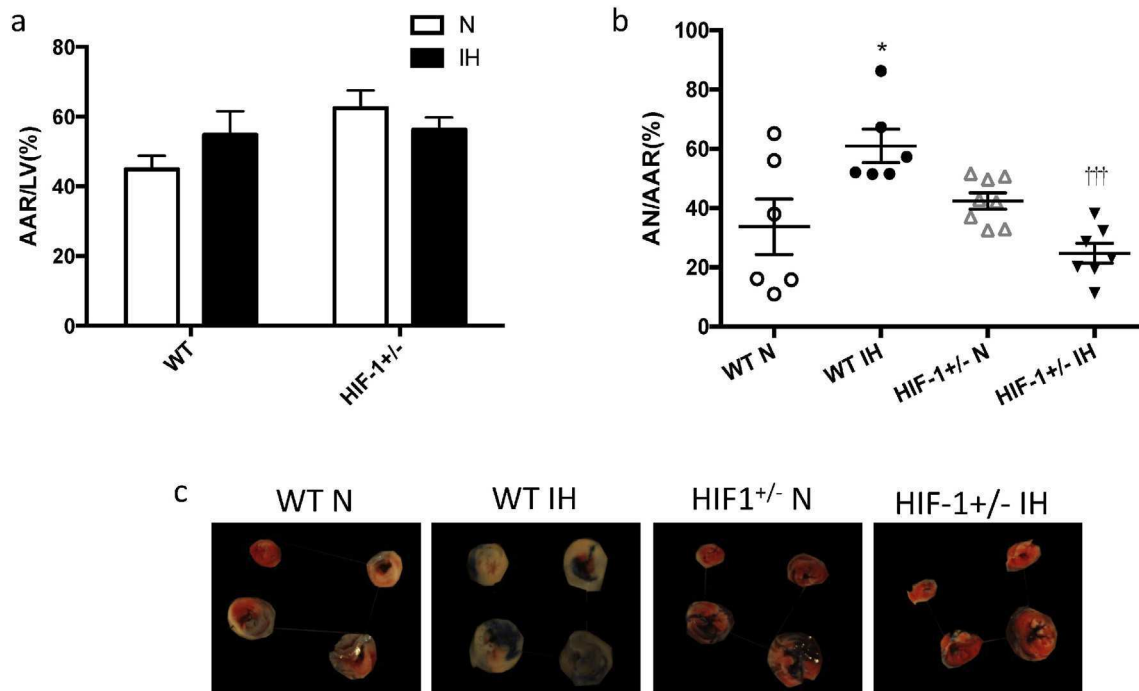 a
N
IH
AAR/LV(%)
80
60
40
20
0
WT
HIF-1+/-
b
*
†††
AN/AAR(%)
100
80
60
40
20
0
WT N
WT IH
HIF-1+/- N
HIF-1+/- IH
c
WT N
WT IH
HIF1+/- N
HIF-1+/- IH